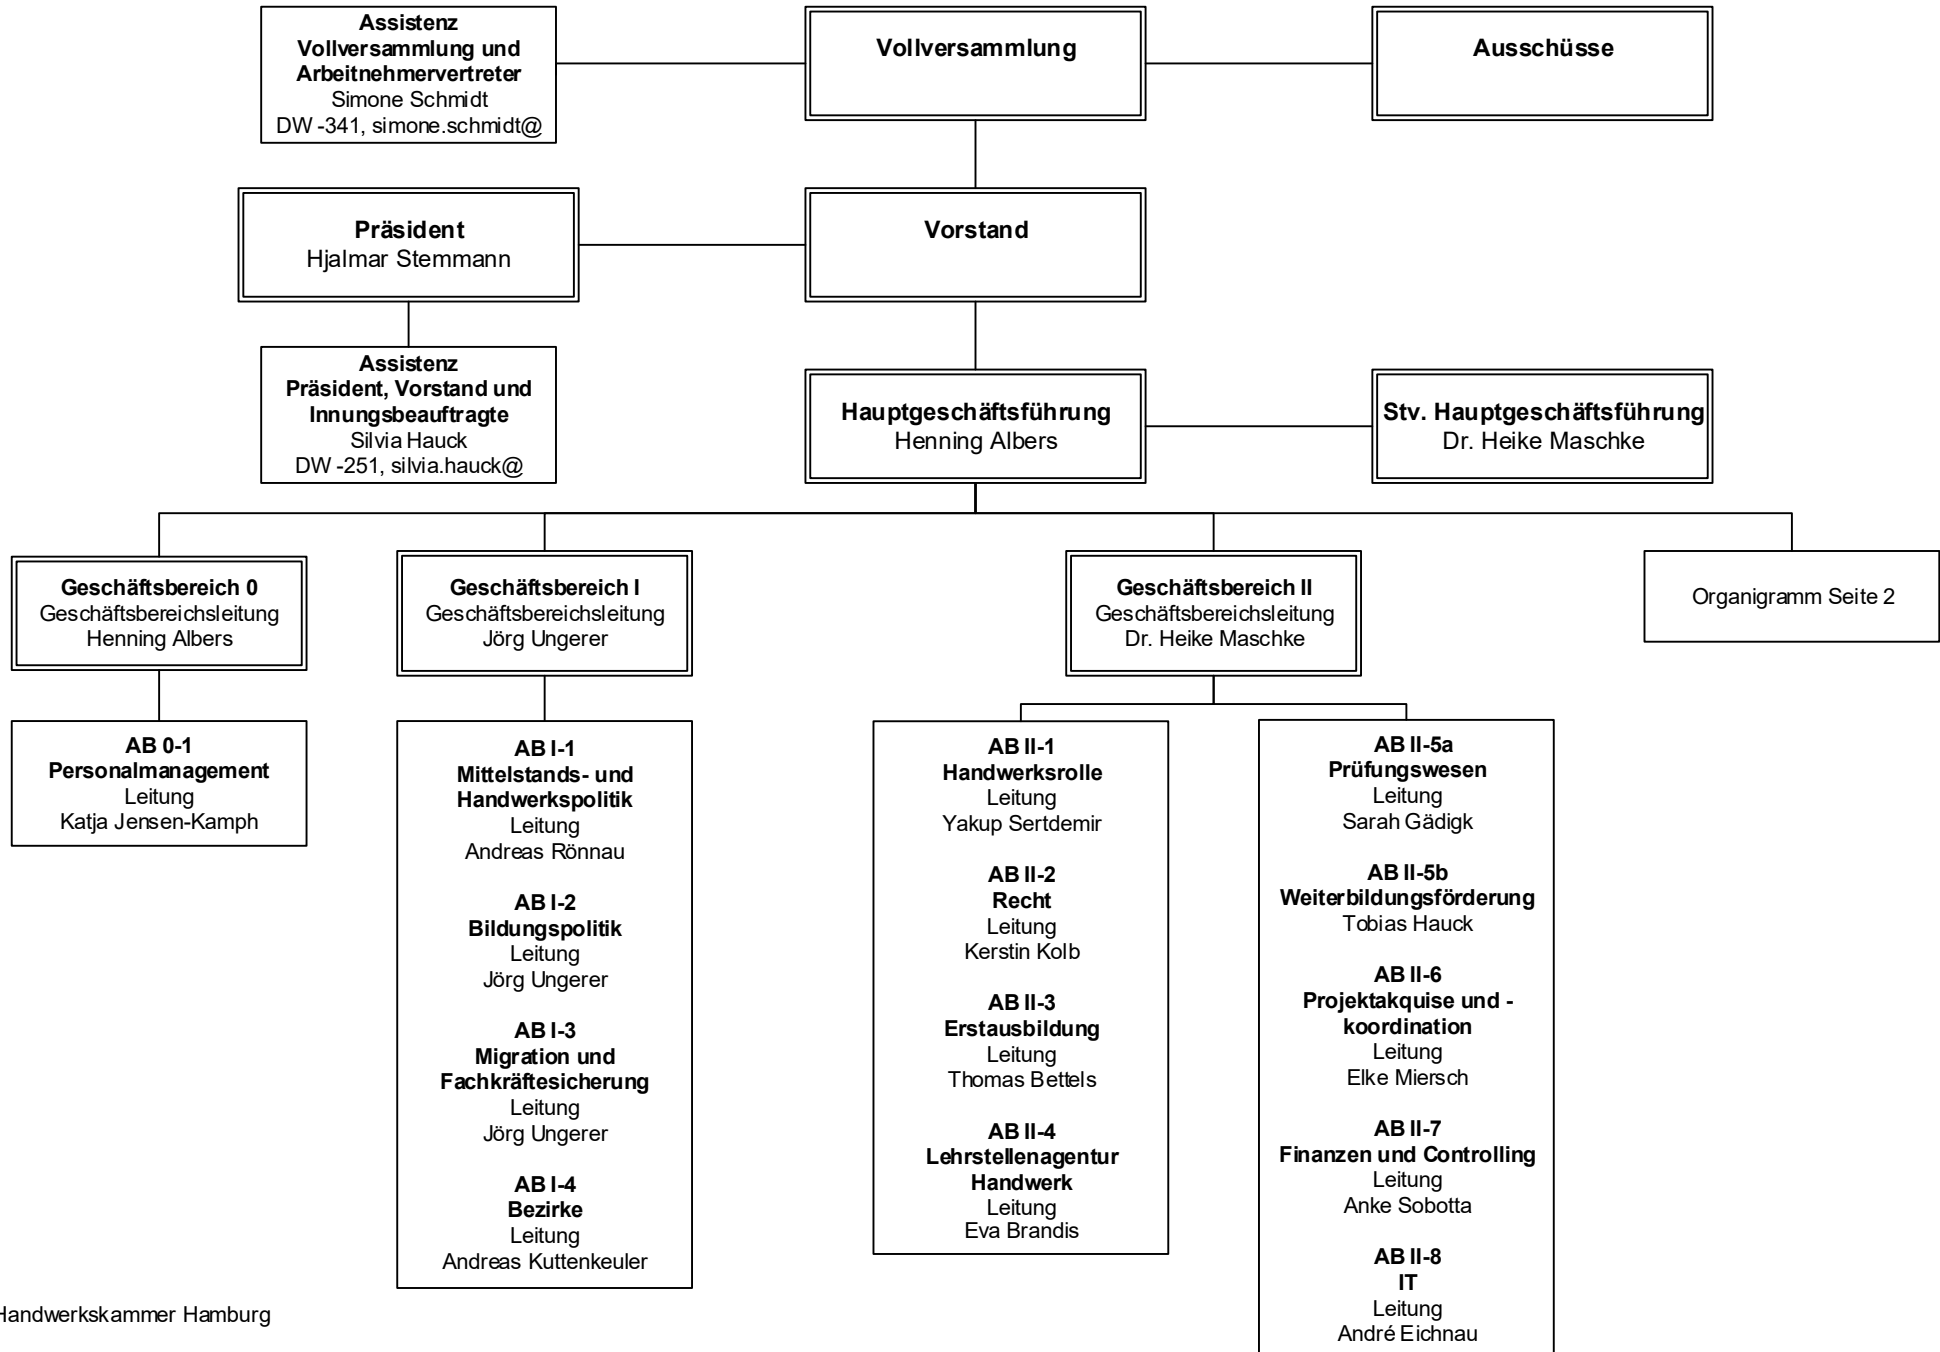 Assistenz
Vollversammlung und
Arbeitnehmervertreter
Simone Schmidt
DW -341, simone.schmidt@
Vollversammlung
Ausschüsse
Präsident
Hjalmar Stemmann
Vorstand
Assistenz
Präsident, Vorstand und
Innungsbeauftragte
Silvia Hauck
DW -251, silvia.hauck@
Hauptgeschäftsführung
Henning Albers
Stv. Hauptgeschäftsführung
Dr. Heike Maschke
Geschäftsbereich 0
Geschäftsbereichsleitung
Henning Albers
Geschäftsbereich I
Geschäftsbereichsleitung
Jörg Ungerer
Geschäftsbereich II
Geschäftsbereichsleitung
Dr. Heike Maschke
Organigramm Seite 2
AB 0-1
Personalmanagement
Leitung
Katja Jensen-Kamph
AB I-1
Mittelstands- und
Handwerkspolitik
Leitung
Andreas Rönnau
AB I-2
Bildungspolitik
Leitung
Jörg Ungerer
AB I-3
Migration und
Fachkräftesicherung
Leitung
Jörg Ungerer
AB I-4
Bezirke
Leitung
Andreas Kuttenkeuler
AB II-1
Handwerksrolle
Leitung
Yakup Sertdemir
AB II-2
Recht
Leitung
Kerstin Kolb
AB II-3
Erstausbildung
Leitung
Thomas Bettels
AB II-4
Lehrstellenagentur
Handwerk
Leitung
Eva Brandis
AB II-5a
Prüfungswesen
Leitung
Sarah Gädigk
AB II-5b
Weiterbildungsförderung
Tobias Hauck
AB II-6
Projektakquise und -
koordination
Leitung
Elke Miersch
AB II-7
Finanzen und Controlling
Leitung
Anke Sobotta
AB II-8
IT
Leitung
André Eichnau
Handwerkskammer Hamburg